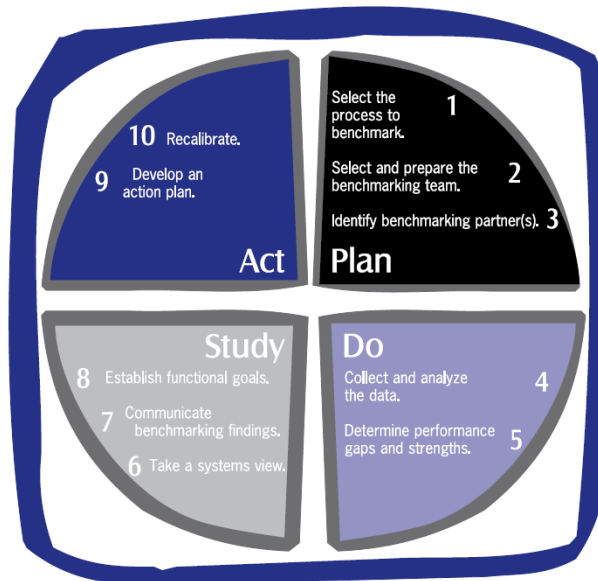 Select the 1
process to
benchmark.
Select and prepare the 2
benchmarking team.
Identify benchmarking partner(s). 3
Plan
Do
Collect and analyze 4
the data.
Determine performance 5
gaps and strengths.
Study
8 Establish functional goals.
7 Communicate
benchmarking findings.
6 Take a systems view.
10 Recalibrate.
9 Develop an
action plan.
Act